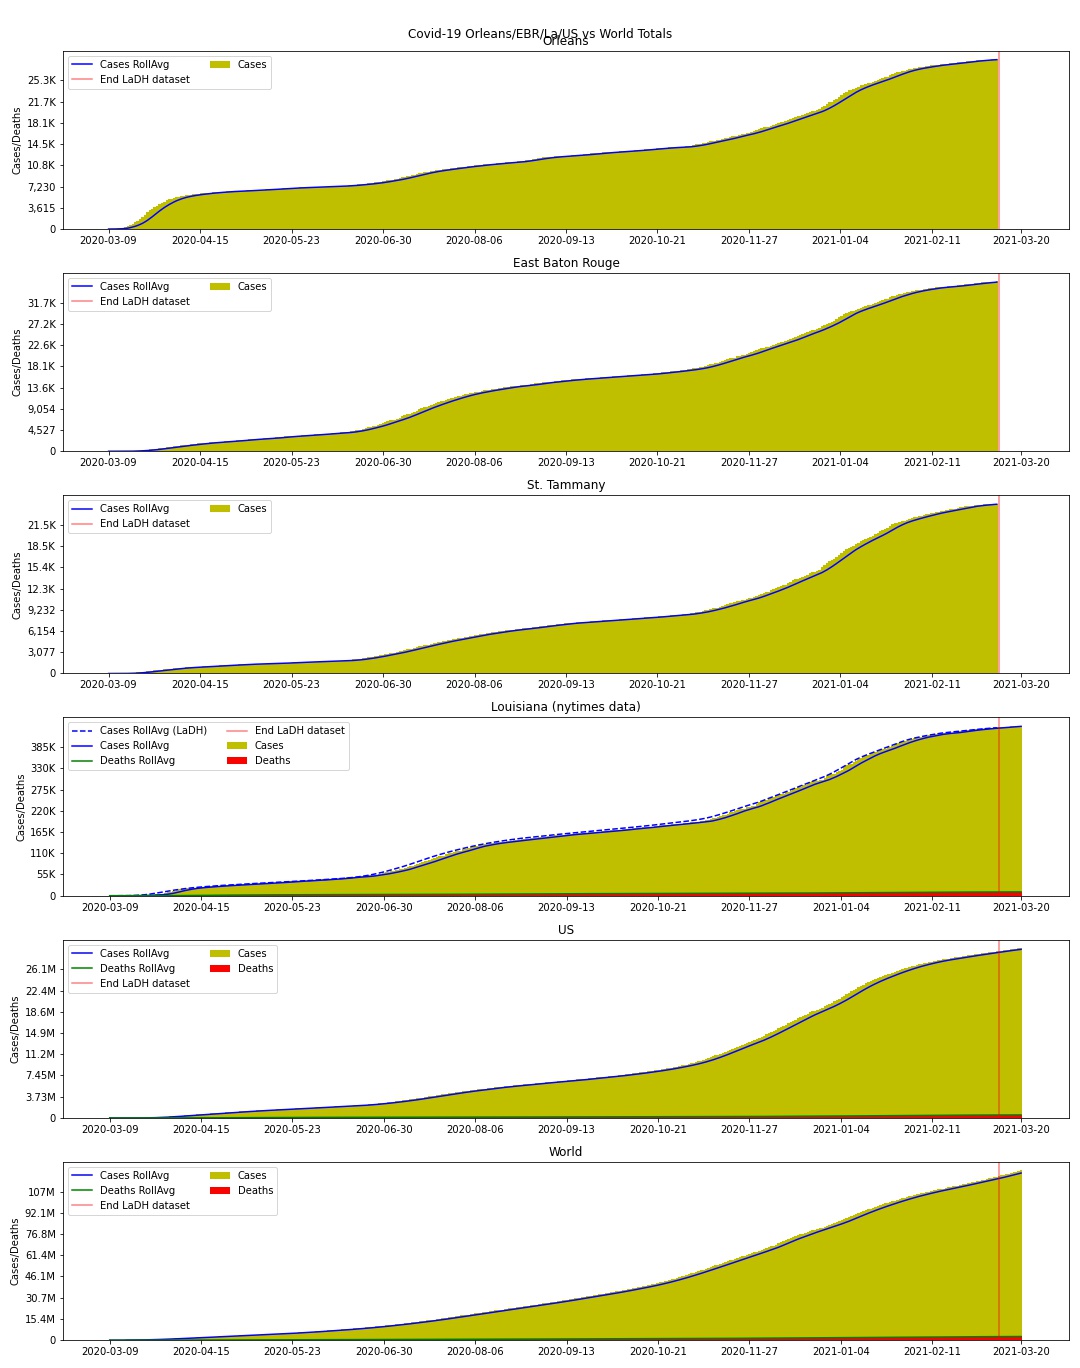 Covid-19 Orleans/EBR/La/US vs World Totals
Orleans
Cases RollAvg Cases
End LaDH dataset
25.3K
21.7K
18.1K
14.5K
10.8K
7,230
3,615
0
Cases/Deaths
2020-03-09 2020-04-15 2020-05-23 2020-06-30 2020-08-06 2020-09-13 2020-10-21 2020-11-27 2021-01-04 2021-02-11 2021-03-20
East Baton Rouge
Cases RollAvg Cases
End LaDH dataset
31.7K
27.2K
22.6K
18.1K
13.6K
9,054
4,527
0
Cases/Deaths
2020-03-09 2020-04-15 2020-05-23 2020-06-30 2020-08-06 2020-09-13 2020-10-21 2020-11-27 2021-01-04 2021-02-11 2021-03-20
St. Tammany
Cases RollAvg Cases
End LaDH dataset
21.5K
18.5K
15.4K
12.3K
9,232
6,154
3,077
0
Cases/Deaths
2020-03-09 2020-04-15 2020-05-23 2020-06-30 2020-08-06 2020-09-13 2020-10-21 2020-11-27 2021-01-04 2021-02-11 2021-03-20
Louisiana (nytimes data)
Cases RollAvg (LaDH) End LaDH dataset
Cases RollAvg Cases
Deaths RollAvg Deaths
385K
330K
275K
220K
165K
110K
55K
0
Cases/Deaths
2020-03-09 2020-04-15 2020-05-23 2020-06-30 2020-08-06 2020-09-13 2020-10-21 2020-11-27 2021-01-04 2021-02-11 2021-03-20
US
Cases RollAvg Cases
Deaths RollAvg Deaths
End LaDH dataset
26.1M
22.4M
18.6M
14.9M
11.2M
7.45M
3.73M
0
Cases/Deaths
2020-03-09 2020-04-15 2020-05-23 2020-06-30 2020-08-06 2020-09-13 2020-10-21 2020-11-27 2021-01-04 2021-02-11 2021-03-20
World
Cases RollAvg Cases
Deaths RollAvg Deaths
End LaDH dataset
107M
92.1M
76.8M
61.4M
46.1M
30.7M
15.4M
0
Cases/Deaths
2020-03-09 2020-04-15 2020-05-23 2020-06-30 2020-08-06 2020-09-13 2020-10-21 2020-11-27 2021-01-04 2021-02-11 2021-03-20